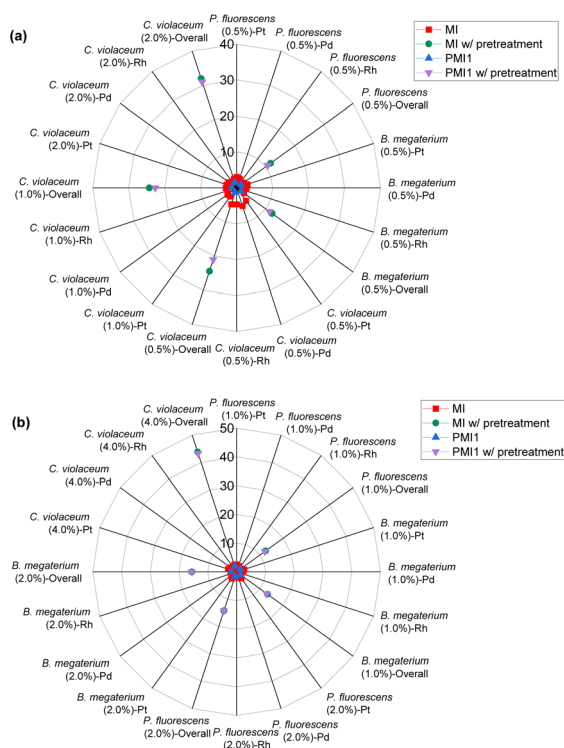 (a)
MI
MI w/ pretreatment
PMI1
PMI1 w/ pretreatment
P. fluorescens
(0.5%)-Pt
P. fluorescens
(0.5%)-Pd
P. fluorescens
(0.5%)-Rh
P. fluorescens
(0.5%)-Overall
B. megaterium
(0.5%)-Pt
B. megaterium
(0.5%)-Pd
B. megaterium
(0.5%)-Rh
B. megaterium
(0.5%)-Overall
C. violaceum
(0.5%)-Pt
C. violaceum
(0.5%)-Pd
C. violaceum
(0.5%)-Rh
C. violaceum
(0.5%)-Overall
C. violaceum
(1.0%)-Pt
C. violaceum
(1.0%)-Pd
C. violaceum
(1.0%)-Rh
C. violaceum
(1.0%)-Overall
C. violaceum
(2.0%)-Pt
C. violaceum
(2.0%)-Pd
C. violaceum
(2.0%)-Rh
C. violaceum
(2.0%)-Overall
40
30
20
10
0
(b)
MI
MI w/ pretreatment
PMI1
PMI1 w/ pretreatment
P. fluorescens
(1.0%)-Pt
P. fluorescens
(1.0%)-Pd
P. fluorescens
(1.0%)-Rh
P. fluorescens
(1.0%)-Overall
B. megaterium
(1.0%)-Pt
B. megaterium
(1.0%)-Pd
B. megaterium
(1.0%)-Rh
B. megaterium
(1.0%)-Overall
P. fluorescens
(2.0%)-Pt
P. fluorescens
(2.0%)-Pd
P. fluorescens
(2.0%)-Rh
P. fluorescens
(2.0%)-Overall
B. megaterium
(2.0%)-Pt
B. megaterium
(2.0%)-Pd
B. megaterium
(2.0%)-Rh
B. megaterium
(2.0%)-Overall
C. violaceum
(4.0%)-Pt
C. violaceum
(4.0%)-Pd
C. violaceum
(4.0%)-Rh
C. violaceum
(4.0%)-Overall
50
40
30
20
10
0